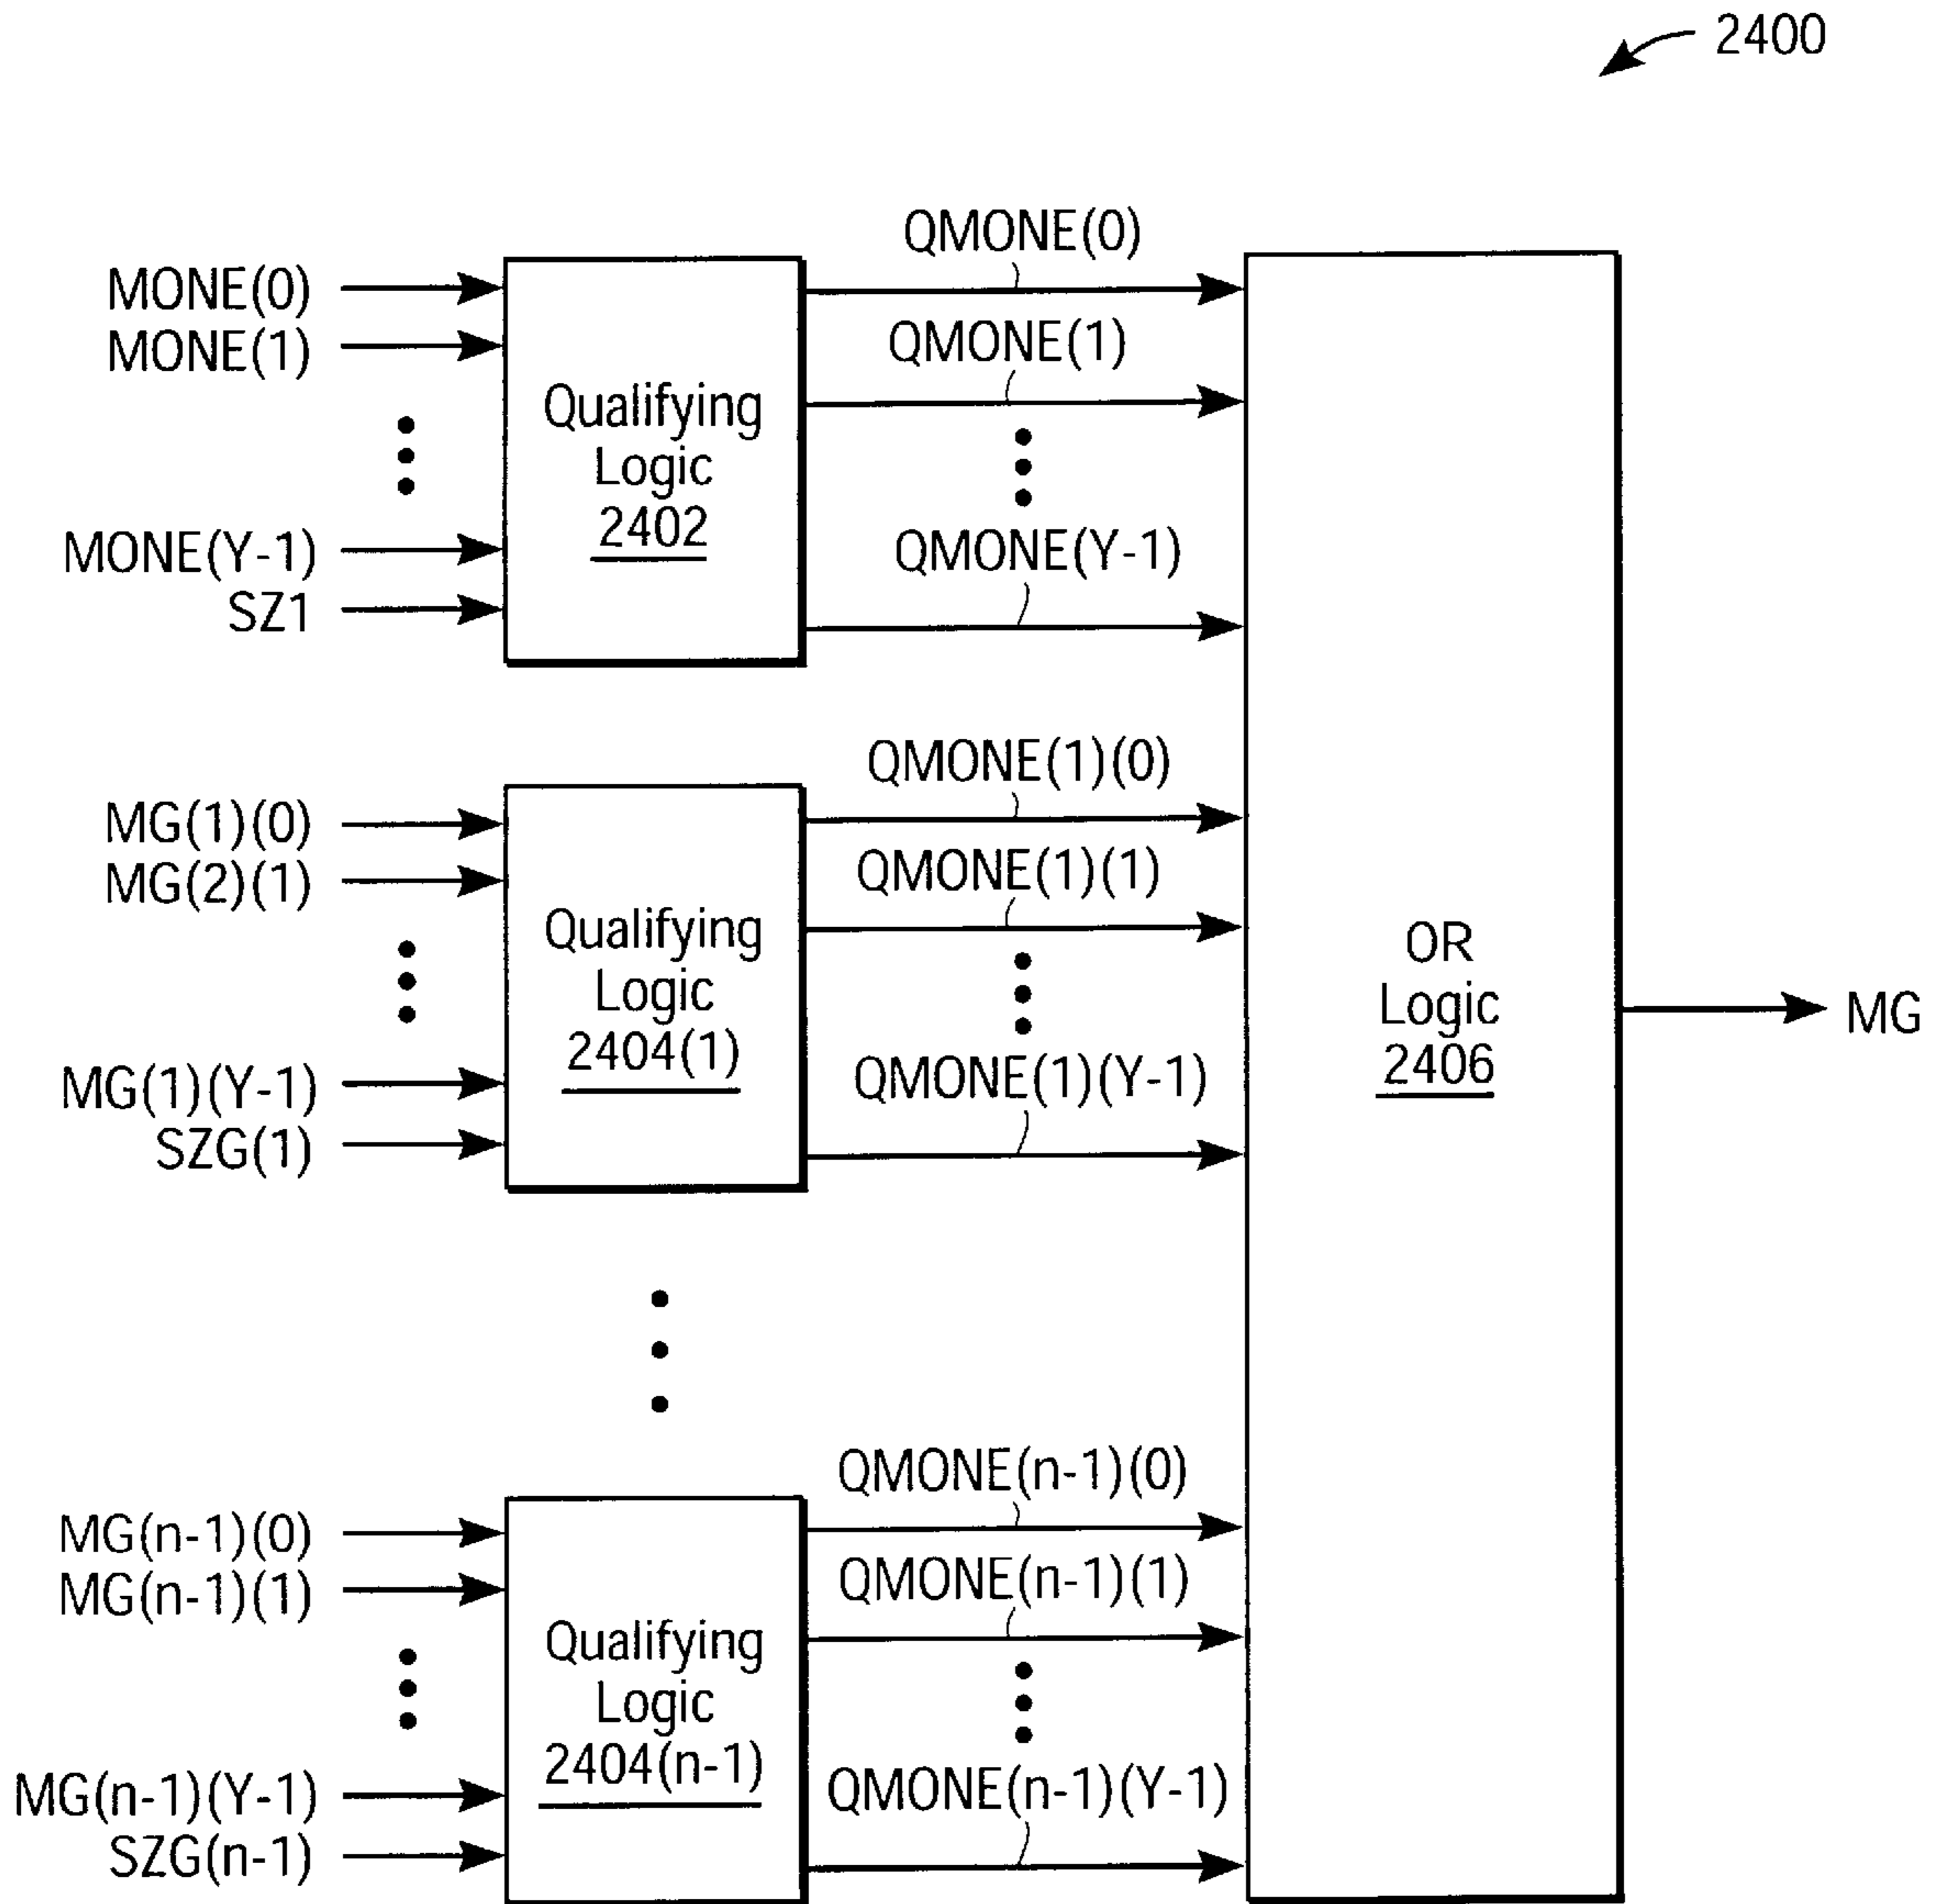 2400
MONE(0)
MONE(1)
MONE(Y-1)
SZ1
Qualifying
Logic
2402
QMONE(0)
QMONE(1)
QMONE(Y-1)
MG(1)(0)
MG(2)(1)
MG(1)(Y-1)
SZG(1)
Qualifying
Logic
2404(1)
QMONE(1)(0)
QMONE(1)(1)
QMONE(1)(Y-1)
MG(n-1)(0)
MG(n-1)(1)
MG(n-1)(Y-1)
SZG(n-1)
Qualifying
Logic
2404(n-1)
QMONE(n-1)(0)
QMONE(n-1)(1)
QMONE(n-1)(Y-1)
OR
Logic
2406
MG